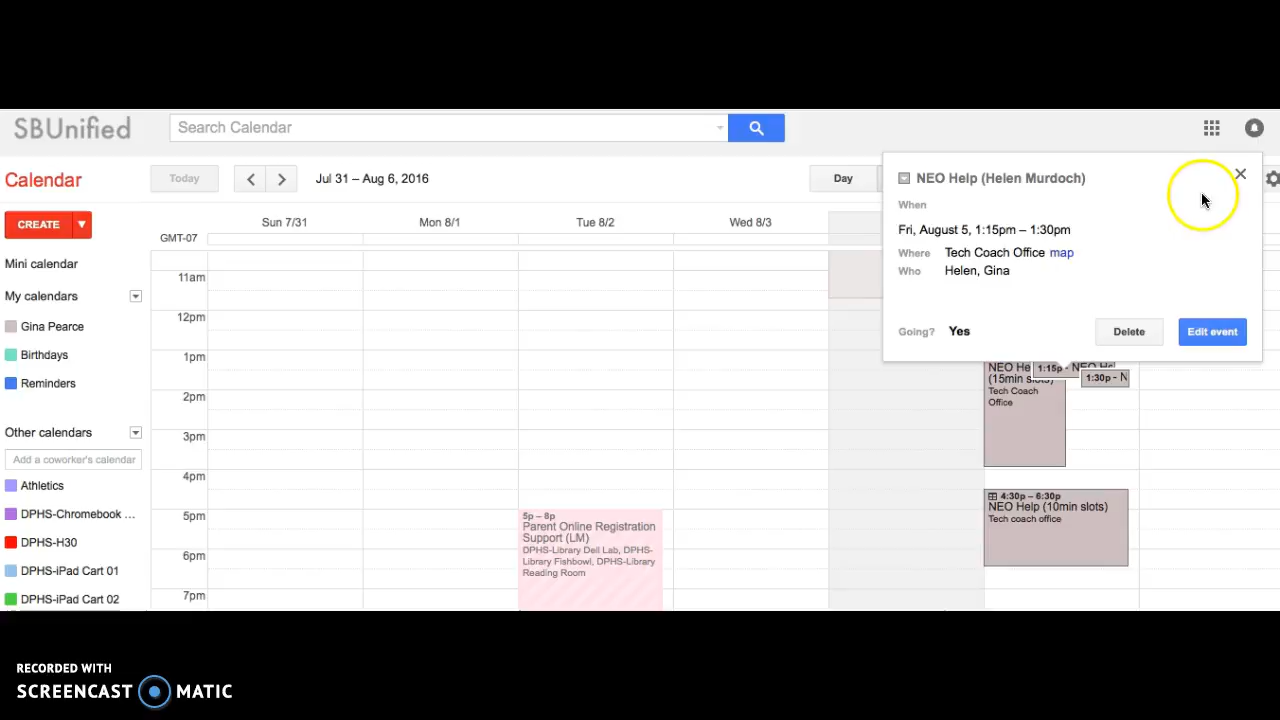 SBUnified
Search Calendar
Calendar
Today
Jul 31 – Aug 6, 2016
Day
CREATE
Mini calendar
My calendars
Gina Pearce
Birthdays
Reminders
Other calendars
Add a coworker's calendar
Athletics
DPHS-Chromebook ...
DPHS-H30
DPHS-iPad Cart 01
DPHS-iPad Cart 02
Sun 7/31
Mon 8/1
Tue 8/2
Wed 8/3
GMT-07
11am
12pm
1pm
2pm
3pm
4pm
5pm
6pm
7pm
5p – 8p
Parent Online Registration
Support (LM)
DPHS-Library Dell Lab, DPHS-
Library Fishbowl, DPHS-Library
Reading Room
NEO Help (Helen Murdoch)
When
Fri, August 5, 1:15pm – 1:30pm
Where Tech Coach Office map
Who Helen, Gina
Going? Yes
Delete
Edit event
NEO He
(15min slots)
Tech Coach
Office
1:15p - NEO He
1:30p - N
4:30p – 6:30p
NEO Help (10min slots)
Tech coach office
RECORDED WITH
SCREENCAST MATIC